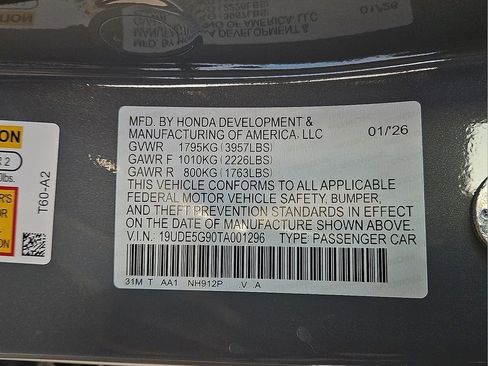 MFD. BY HONDA DEVELOPMENT &
MANUFACTURING OF AMERICA, LLC 01/'26
GVWR 1795KG (3957LBS)
GAWR F 1010KG (2226LBS)
GAWR R 800KG (1763LBS)
THIS VEHICLE CONFORMS TO ALL APPLICABLE
FEDERAL MOTOR VEHICLE SAFETY, BUMPER,
AND THEFT PREVENTION STANDARDS IN EFFECT
ON THE DATE OF MANUFACTURE SHOWN ABOVE.
V.I.N.: 19UDE5G90TA001296 TYPE: PASSENGER CAR
31M T AA1 NH912P .V .A
T60-A2